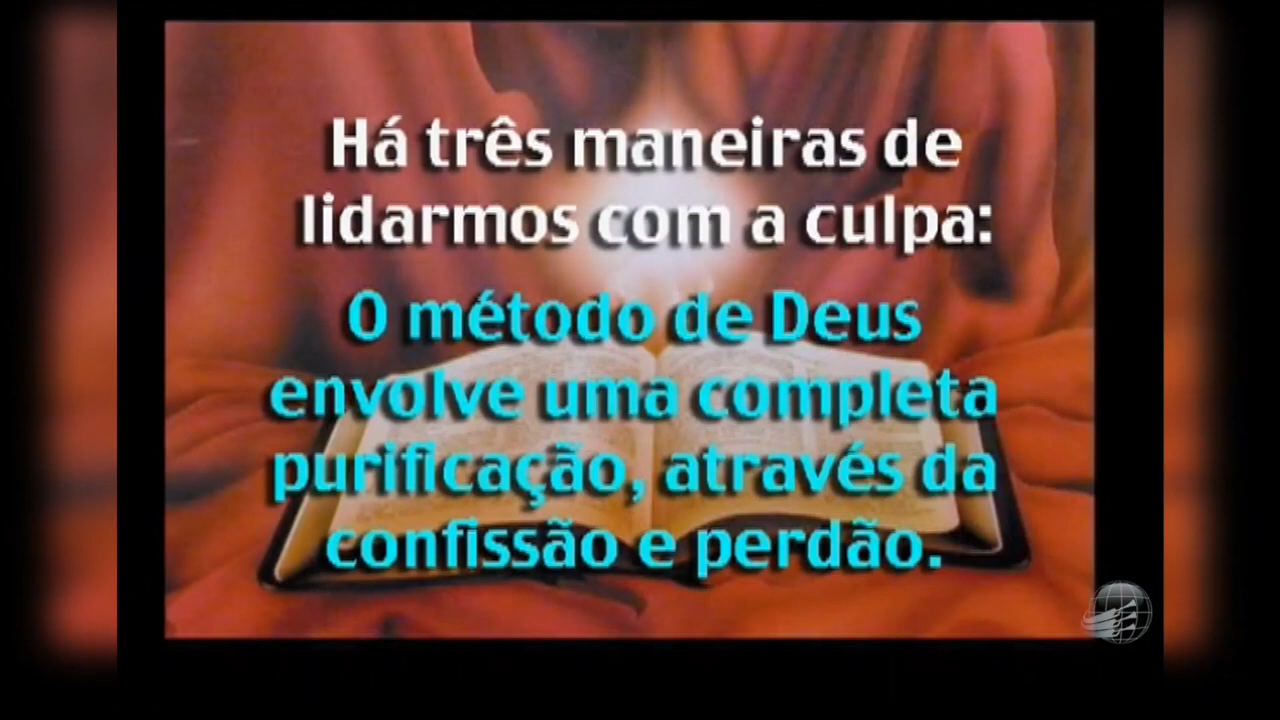 Há três maneiras de
lidarmos com a culpa:
O método de Deus
envolve uma completa
purificação, através da
confissão e perdão.